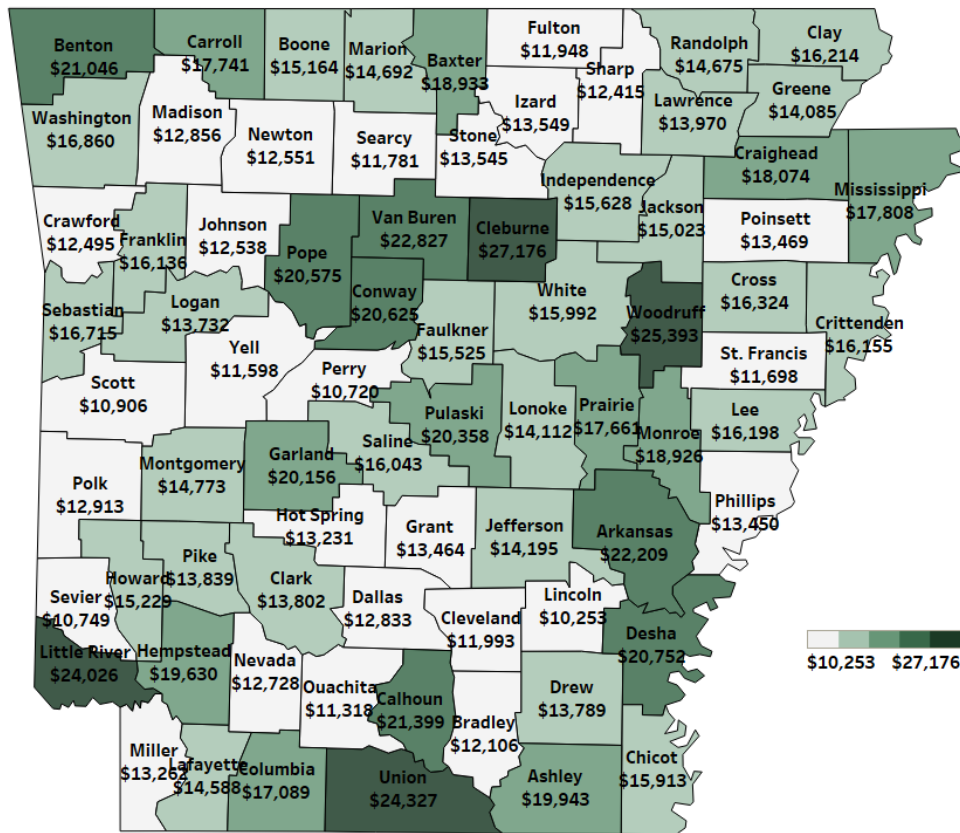 Benton
$21,046
Carroll
$17,741
Boone
$15,164
Marion
$14,692
Baxter
$18,933
Fulton
$11,948
Sharp
$12,415
Randolph
$14,675
Clay
$16,214
Washington
$16,860
Madison
$12,856
Newton
$12,551
Searcy
$11,781
Stone
$13,545
Izard
$13,549
Lawrence
$13,970
Greene
$14,085
Craighead
$18,074
Mississippi
$17,808
Crawford
$12,495
Franklin
$16,136
Johnson
$12,538
Pope
$20,575
Van Buren
$22,827
Cleburne
$27,176
Independence
$15,628
Jackson
$15,023
Poinsett
$13,469
Sebastian
$16,715
Logan
$13,732
Conway
$20,625
Faulkner
$15,525
White
$15,992
Woodruff
$25,393
Cross
$16,324
Crittenden
$16,155
Scott
$10,906
Yell
$11,598
Perry
$10,720
St. Francis
$11,698
Pulaski
$20,358
Lonoke
$14,112
Prairie
$17,661
Monroe
$18,926
Lee
$16,198
Polk
$12,913
Montgomery
$14,773
Garland
$20,156
Saline
$16,043
Hot Spring
$13,231
Grant
$13,464
Jefferson
$14,195
Arkansas
$22,209
Phillips
$13,450
Sevier
$10,749
Howard
$15,229
Pike
$13,839
Clark
$13,802
Dallas
$12,833
Cleveland
$11,993
Lincoln
$10,253
Desha
$20,752
Little River
$24,026
Hempstead
$19,630
Nevada
$12,728
Ouachita
$11,318
Calhoun
$21,399
Bradley
$12,106
Drew
$13,789
Miller
$13,262
Lafayette
$14,588
Columbia
$17,089
Union
$24,327
Ashley
$19,943
Chicot
$15,913
$10,253 $27,176